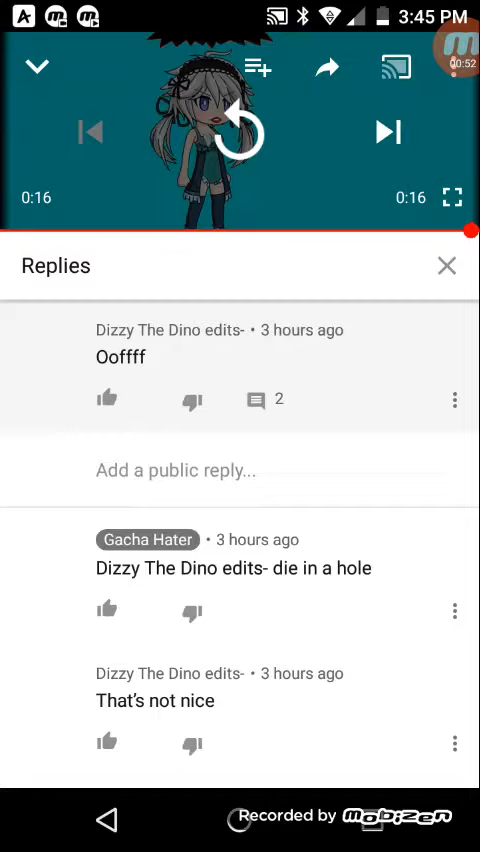 3:45 PM
00:52
0:16
0:16
Replies
Dizzy The Dino edits- • 3 hours ago
Ooffff
2
Add a public reply...
Gacha Hater • 3 hours ago
Dizzy The Dino edits- die in a hole
Dizzy The Dino edits- • 3 hours ago
That's not nice
Recorded by MOBIZEN